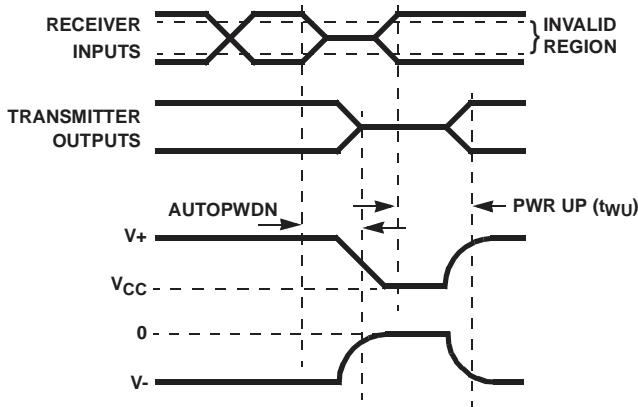 RECEIVER
INPUTS
} INVALID
REGION
TRANSMITTER
OUTPUTS
AUTOPWDN
PWR UP (tWU)
V+
VCC
0
V-